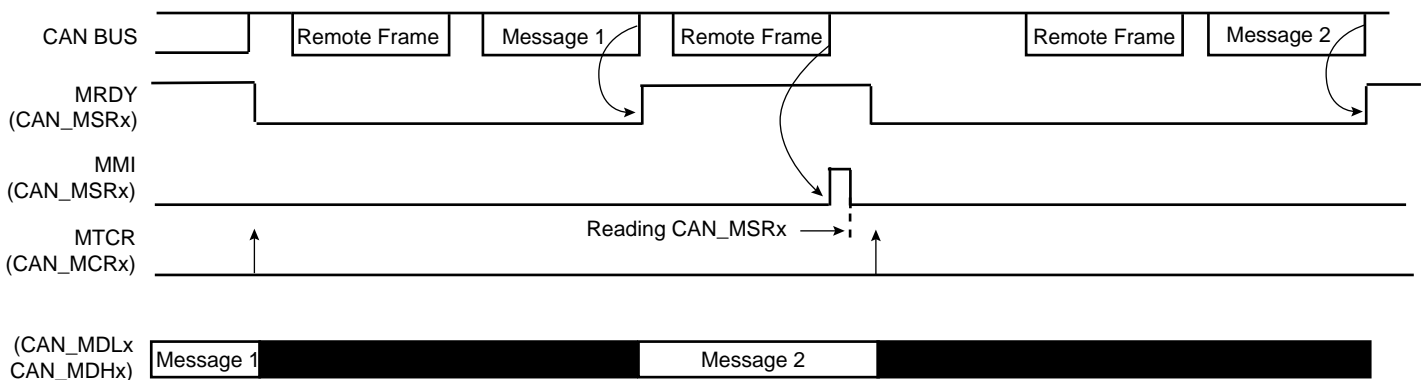 CAN BUS
Remote Frame
Message 1
Remote Frame
Remote Frame
Message 2
MRDY
(CAN_MSRx)
MMI
(CAN_MSRx)
Reading CAN_MSRx
MTCR
(CAN_MCRx)
(CAN_MDLx
CAN_MDHx)
Message 1
Message 2